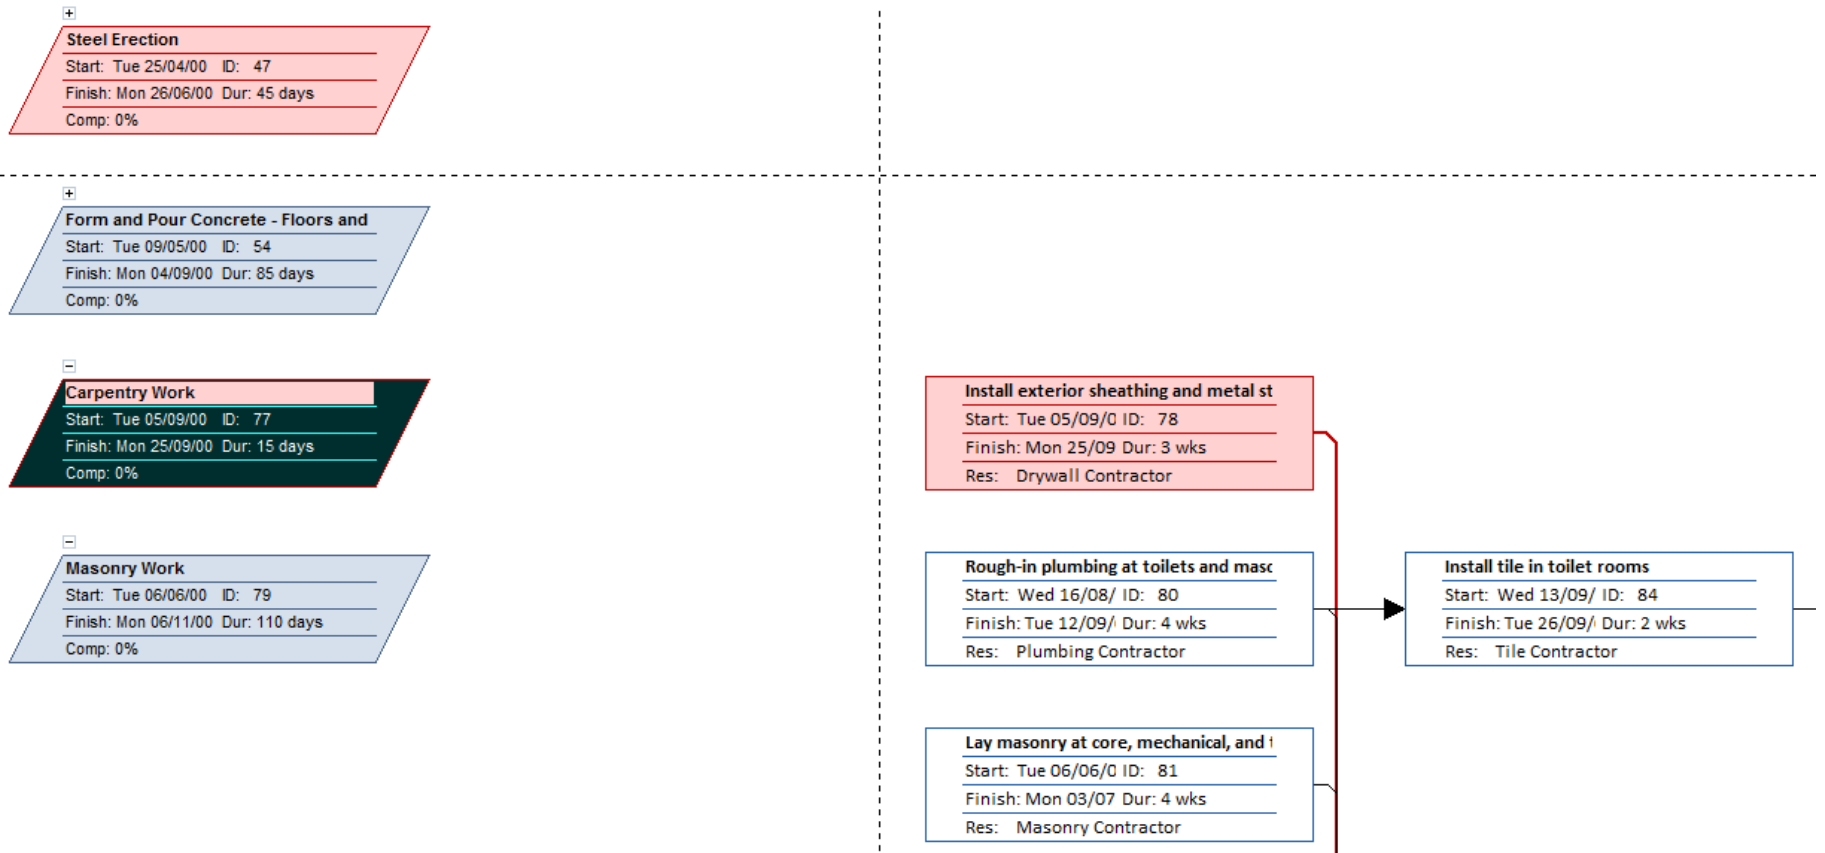 Steel Erection
Start: Tue 25/04/00 ID: 47
Finish: Mon 26/06/00 Dur: 45 days
Comp: 0%
Form and Pour Concrete - Floors and
Start: Tue 09/05/00 ID: 54
Finish: Mon 04/09/00 Dur: 85 days
Comp: 0%
Carpentry Work
Start: Tue 05/09/00 ID: 77
Finish: Mon 25/09/00 Dur: 15 days
Comp: 0%
Install exterior sheathing and metal st
Start: Tue 05/09/0 ID: 78
Finish: Mon 25/09 Dur: 3 wks
Res: Drywall Contractor
Masonry Work
Start: Tue 06/06/00 ID: 79
Finish: Mon 06/11/00 Dur: 110 days
Comp: 0%
Rough-in plumbing at toilets and masc
Start: Wed 16/08/ ID: 80
Finish: Tue 12/09/ Dur: 4 wks
Res: Plumbing Contractor
Install tile in toilet rooms
Start: Wed 13/09/ ID: 84
Finish: Tue 26/09/ Dur: 2 wks
Res: Tile Contractor
Lay masonry at core, mechanical, and
Start: Tue 06/06/0 ID: 81
Finish: Mon 03/07 Dur: 4 wks
Res: Masonry Contractor